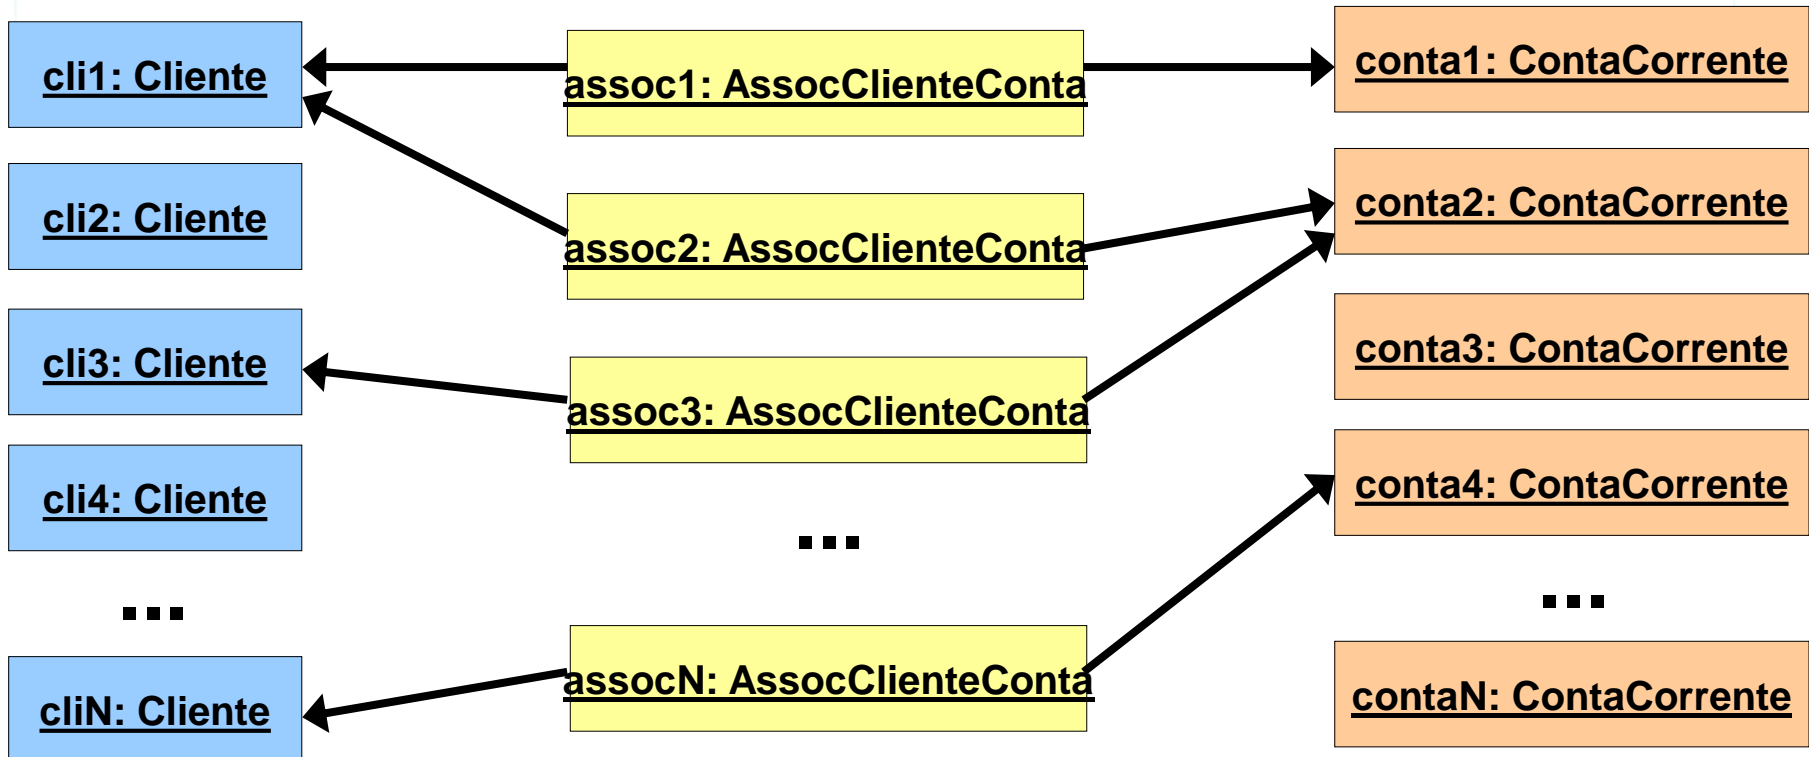 cli1: Cliente
assoc1: AssocClienteConta
conta1: ContaCorrente
cli2: Cliente
assoc2: AssocClienteConta
conta2: ContaCorrente
cli3: Cliente
assoc3: AssocClienteConta
conta3: ContaCorrente
cli4: Cliente
...
conta4: ContaCorrente
...
...
cliN: Cliente
assocN: AssocClienteConta
contaN: ContaCorrente